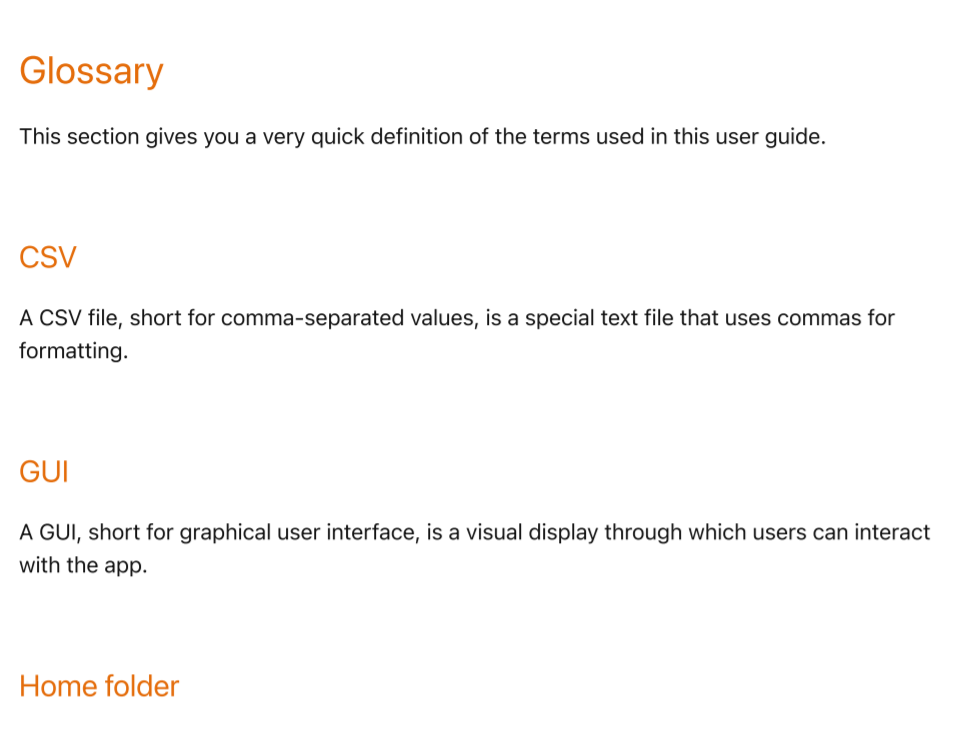 Glossary
This section gives you a very quick definition of the terms used in this user guide.
CSV
A CSV file, short for comma-separated values, is a special text file that uses commas for
formatting.
GUI
A GUI, short for graphical user interface, is a visual display through which users can interact
with the app.
Home folder